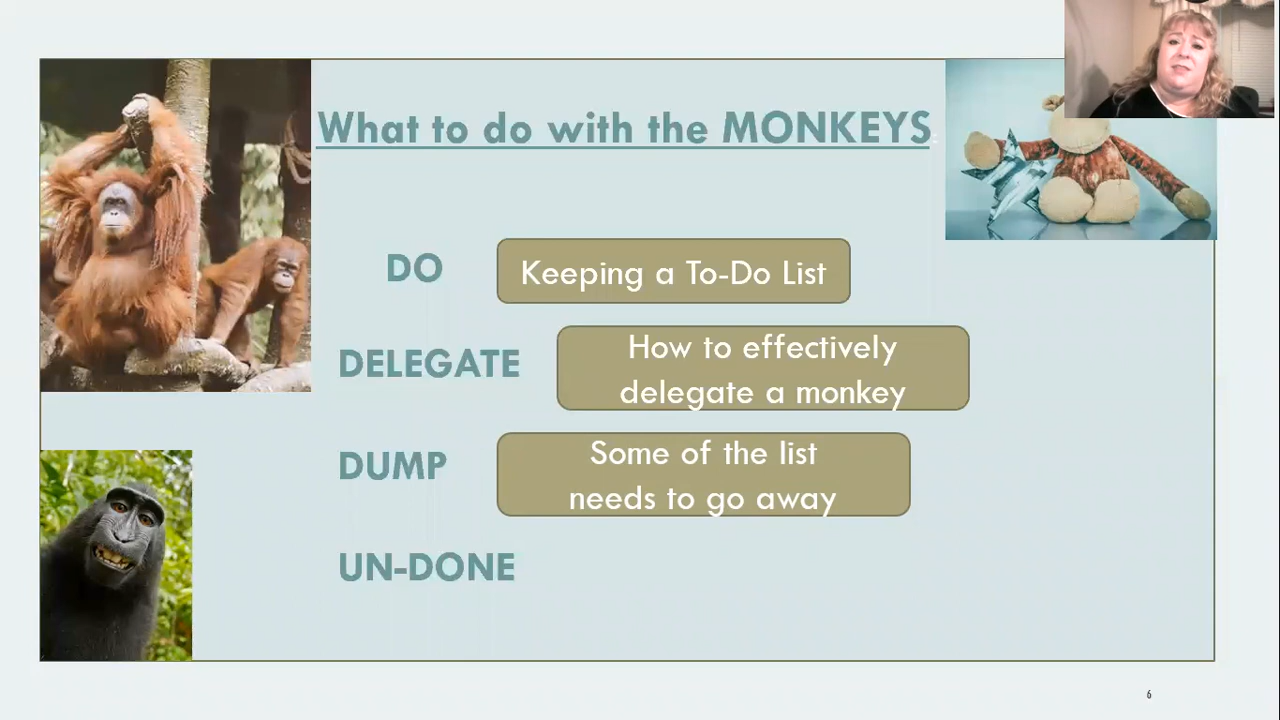 What to do with the MONKEYS
DO
Keeping a To-Do List
DELEGATE
How to effectively
delegate a monkey
DUMP
Some of the list
needs to go away
UN-DONE
6